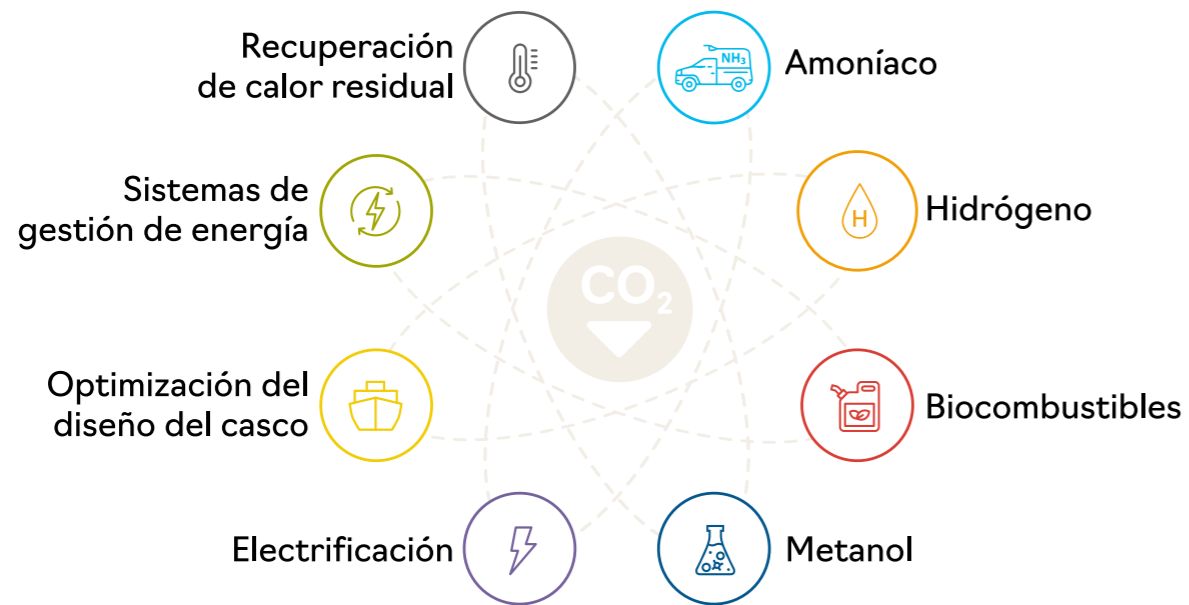 Recuperación
de calor residual
NH₃
Amoníaco
Sistemas de
gestión de energía
H
Hidrógeno
CO₂
Optimización del
diseño del casco
Biocombustibles
Electrificación
Metanol